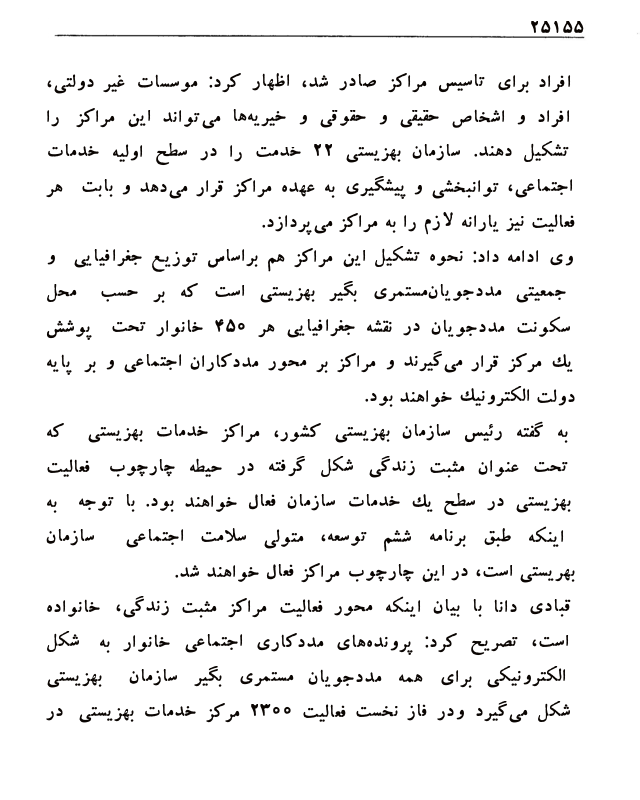 ۲۵۱۵۵
افراد برای تاسیس مراکز صادر شد، اظهار کرد: موسسات غیر دولتی،
افراد و اشخاص حقیقی و حقوقی و خیریه‌ها می‌تواند این مراکز را
تشکیل دهند. سازمان بهزیستی ۲۲ خدمت را در سطح اولیه خدمات
اجتماعی، توانبخشی و پیشگیری به عهده مراکز قرار می‌دهد و بابت هر
فعالیت نیز یارانه لازم را به مراکز می‌پردازد.
وی ادامه داد: نحوه تشکیل این مراکز هم براساس توزیع جغرافیایی و
جمعیتی مددجویان‌مستمری بگیر بهزیستی است که بر حسب محل
سکونت مددجویان در نقشه جغرافیایی هر ۴۵۰ خانوار تحت پوشش
یك مرکز قرار می‌گیرند و مراکز بر محور مددکاران اجتماعی و بر پایه
دولت الکترونیك خواهند بود.
به گفته رئیس سازمان بهزیستی کشور، مراکز خدمات بهزیستی که
تحت عنوان مثبت زندگی شکل گرفته در حیطه چارچوب فعالیت
بهزیستی در سطح یك خدمات سازمان فعال خواهند بود. با توجه به
اینکه طبق برنامه ششم توسعه، متولی سلامت اجتماعی سازمان
بهریستی است، در این چارچوب مراکز فعال خواهند شد.
قبادی دانا با بیان اینکه محور فعالیت مراکز مثبت زندگی، خانواده
است، تصریح کرد: پرونده‌های مددکاری اجتماعی خانوار به شکل
الکترونیکی برای همه مددجویان مستمری بگیر سازمان بهزیستی
شکل می‌گیرد ودر فاز نخست فعالیت ۲۳۰۰ مرکز خدمات بهزیستی در